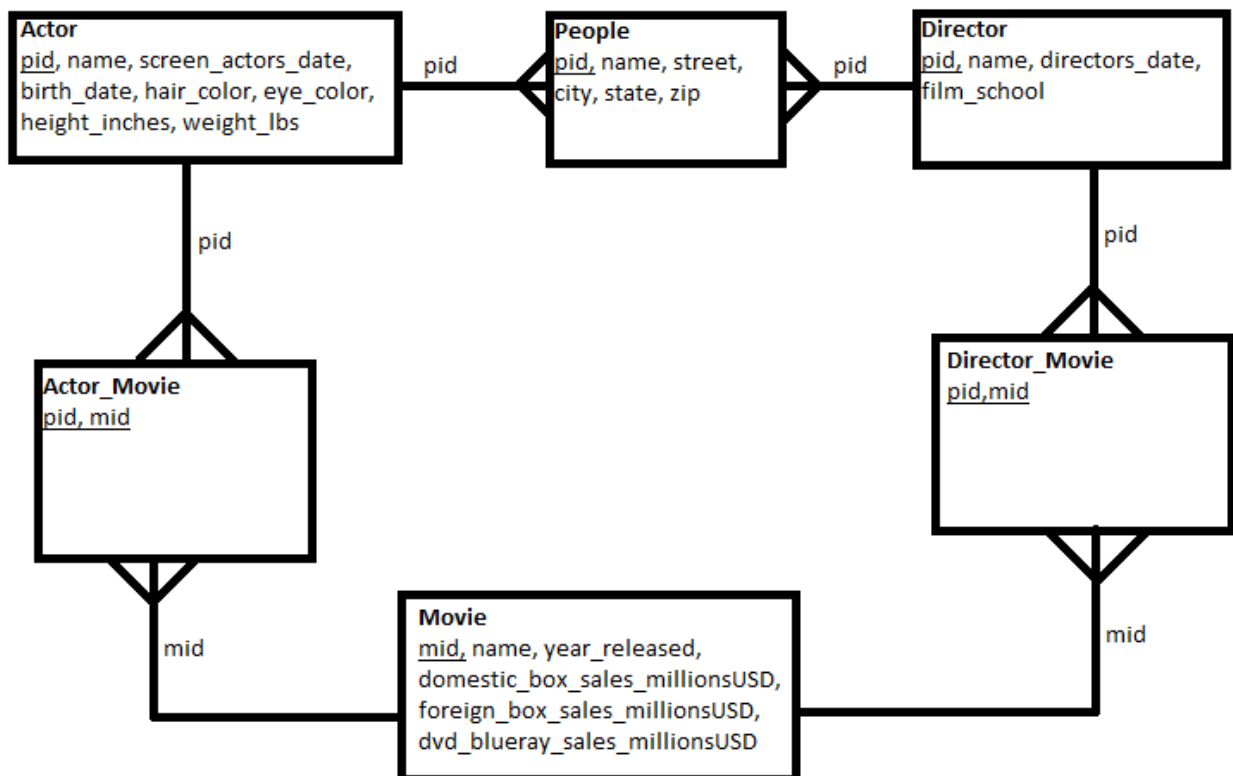 Actor
pid, name, screen_actors_date,
birth_date, hair_color, eye_color,
height_inches, weight_lbs
pid
People
pid, name, street,
city, state, zip
pid
Director
pid, name, directors_date,
film_school
pid
pid
Actor_Movie
pid, mid
Director_Movie
pid,mid
mid
Movie
mid, name, year_released,
domestic_box_sales_millionsUSD,
foreign_box_sales_millionsUSD,
dvd_blueray_sales_millionsUSD
mid